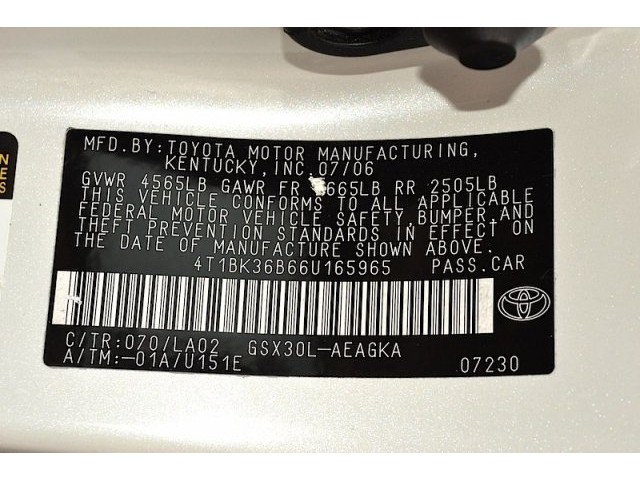 MFD.BY:TOYOTA MOTOR MANUFACTURING,
KENTUCKY,INC.07/06
GVWR 4565LB GAWR FR 665LB RR 2505LB
THIS VEHICLE CONFORMS TO ALL APPLICABLE
FEDERAL MOTOR VEHICLE SAFETY,BUMPER,AND
THEFT PREVENTION STANDARDS IN EFFECT ON
THE DATE OF MANUFACTURE SHOWN ABOVE.
4T1BK36B66U165965 PASS.CAR
C/TR:070/LA02 GSX30L-AEAGKA
A/TM:-01A/U151E 07230